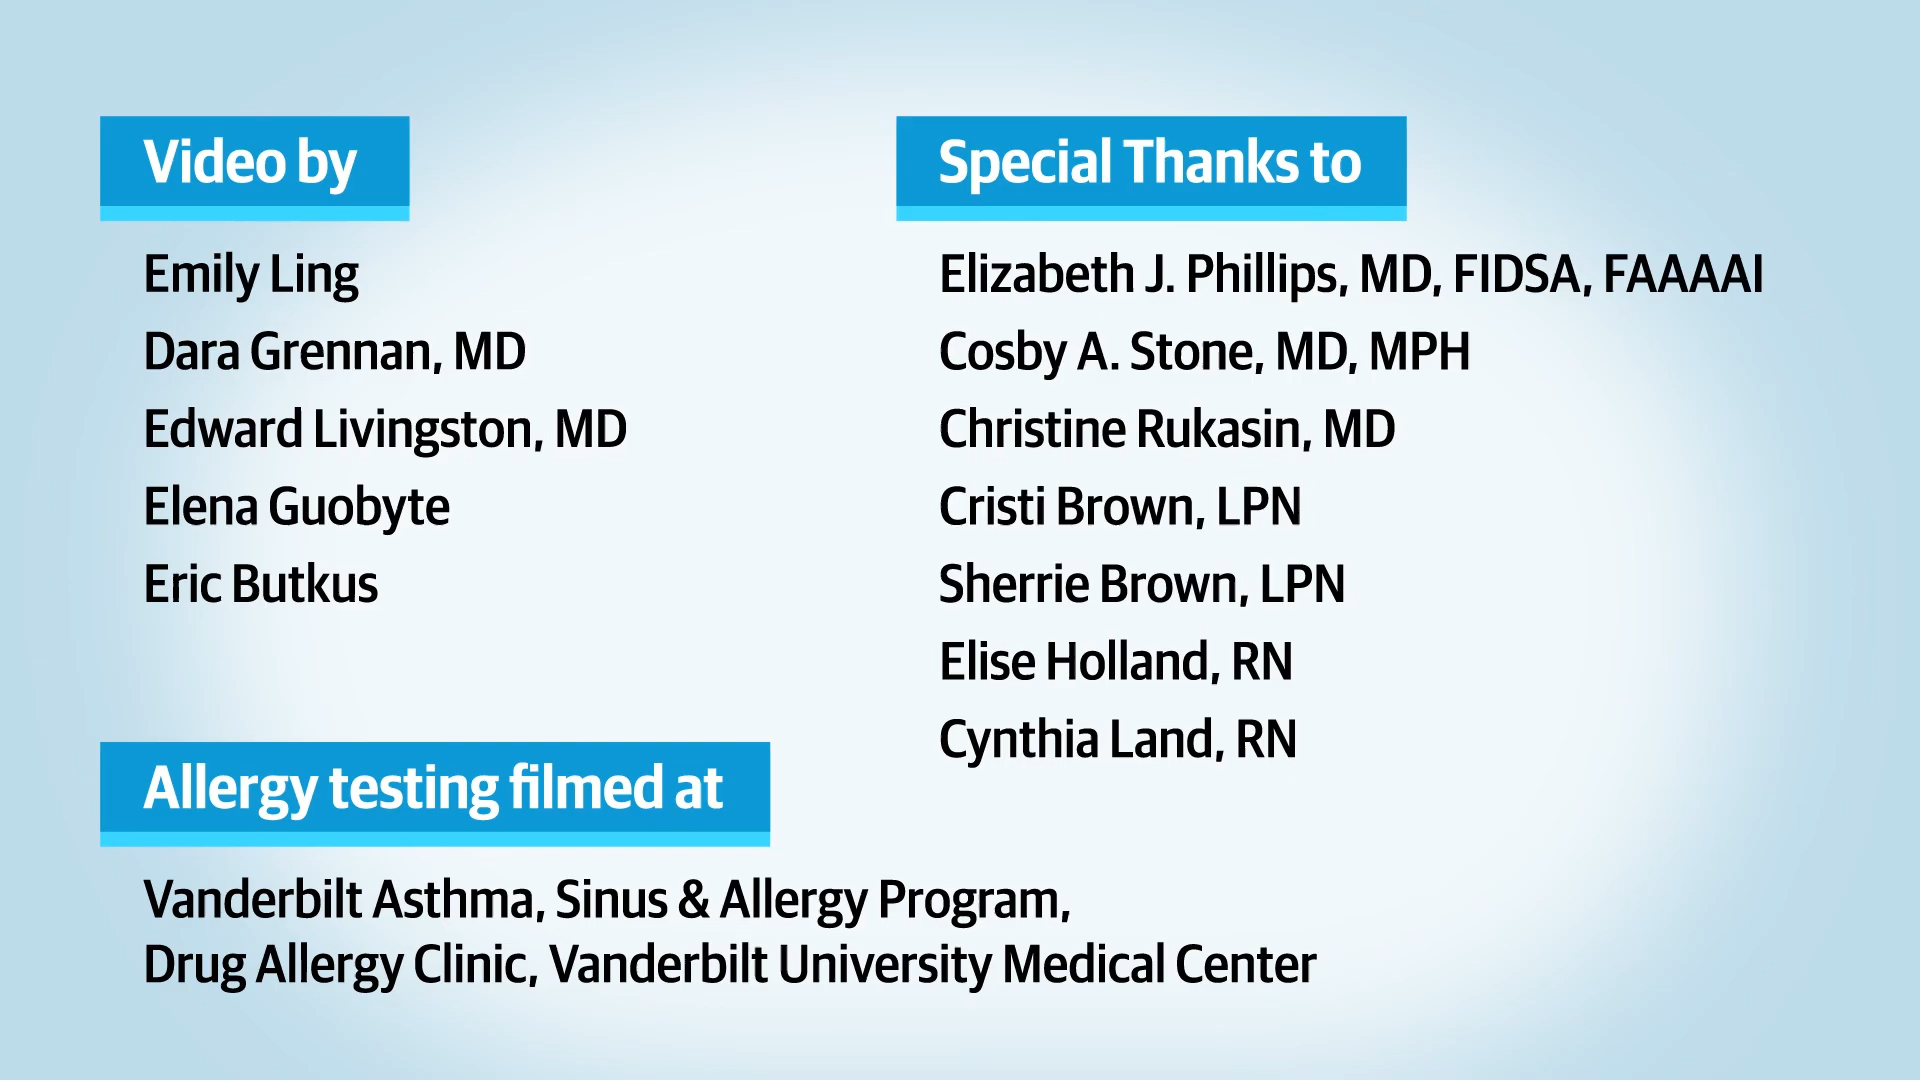 Video by
Emily Ling
Dara Grennan, MD
Edward Livingston, MD
Elena Guobyte
Eric Butkus
Special Thanks to
Elizabeth J. Phillips, MD, FIDSA, FAAAAI
Cosby A. Stone, MD, MPH
Christine Rukasin, MD
Cristi Brown, LPN
Sherrie Brown, LPN
Elise Holland, RN
Cynthia Land, RN
Allergy testing filmed at
Vanderbilt Asthma, Sinus & Allergy Program,
Drug Allergy Clinic, Vanderbilt University Medical Center